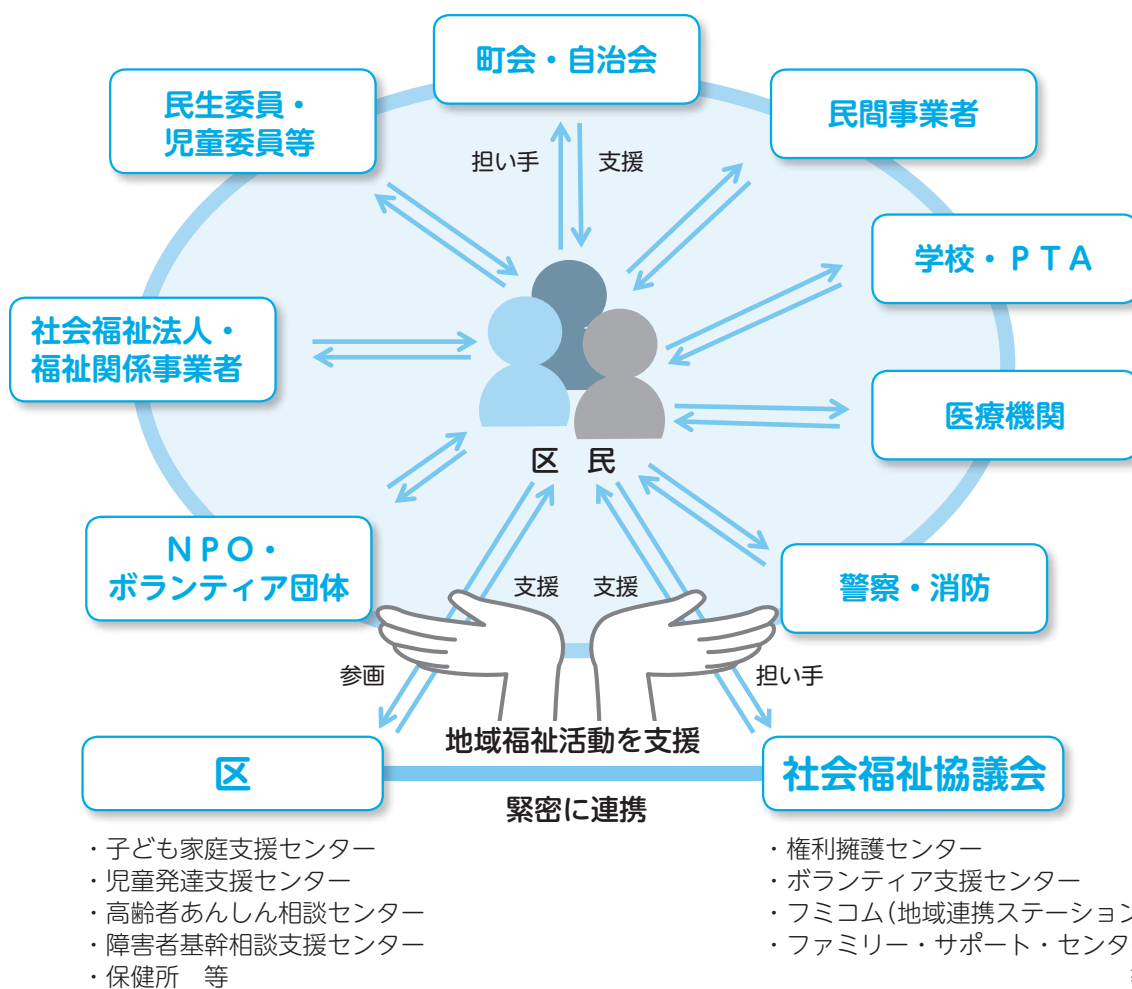 町会・自治会
民生委員・
児童委員等
民間事業者
担い手
支援
学校・ＰＴＡ
社会福祉法人・
福祉関係事業者
医療機関
区　民
ＮＰＯ・
ボランティア団体
支援
支援
警察・消防
参画
担い手
地域福祉活動を支援
区
社会福祉協議会
緊密に連携
・子ども家庭支援センター
・児童発達支援センター
・高齢者あんしん相談センター
・障害者基幹相談支援センター
・保健所　等
・権利擁護センター
・ボランティア支援センター
・フミコム（地域連携ステーション
・ファミリー・サポート・センタ